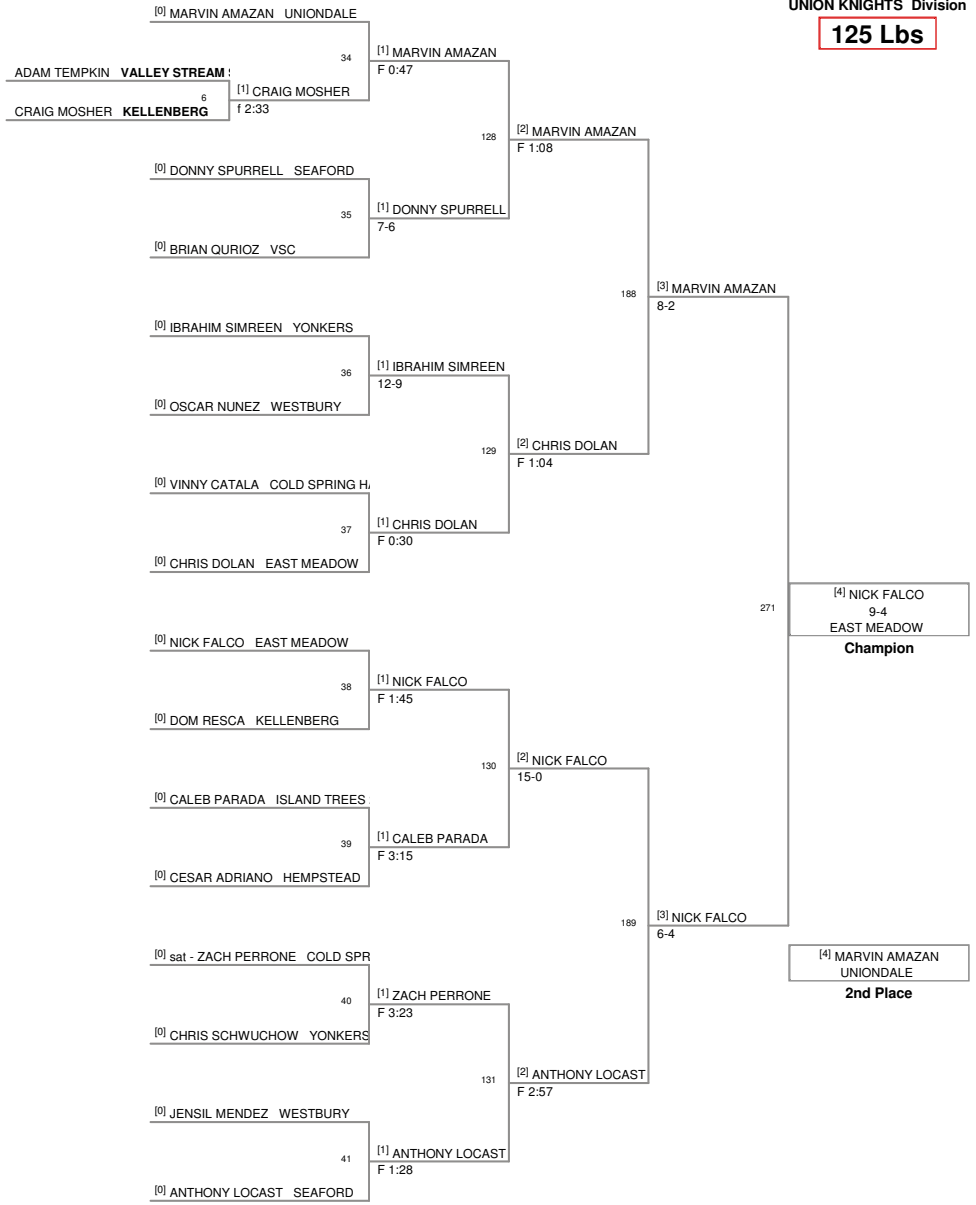 UNION KNIGHTS Division
125 Lbs
[0] MARVIN AMAZAN UNIONDALE
34
[1] MARVIN AMAZAN
F 0:47
ADAM TEMPKIN VALLEY STREAM
6
[1] CRAIG MOSHER
f 2:33
CRAIG MOSHER KELLENBERG
128
[2] MARVIN AMAZAN
F 1:08
[0] DONNY SPURRELL SEAFORD
35
[1] DONNY SPURRELL
7-6
[0] BRIAN QURIOZ VSC
188
[3] MARVIN AMAZAN
8-2
[0] IBRAHIM SIMREEN YONKERS
36
[1] IBRAHIM SIMREEN
12-9
[0] OSCAR NUNEZ WESTBURY
129
[2] CHRIS DOLAN
F 1:04
[0] VINNY CATALA COLD SPRING
37
[1] CHRIS DOLAN
F 0:30
[0] CHRIS DOLAN EAST MEADOW
271
[4] NICK FALCO
9-4
EAST MEADOW
Champion
[0] NICK FALCO EAST MEADOW
38
[1] NICK FALCO
F 1:45
[0] DOM RESCA KELLENBERG
130
[2] NICK FALCO
15-0
[0] CALEB PARADA ISLAND TREES
39
[1] CALEB PARADA
F 3:15
[0] CESAR ADRIANO HEMPSTEAD
189
[3] NICK FALCO
6-4
[4] MARVIN AMAZAN
UNIONDALE
2nd Place
[0] sat - ZACH PERRONE COLD SPR
40
[1] ZACH PERRONE
F 3:23
[0] CHRIS SCHWUCHOW YONKERS
131
[2] ANTHONY LOCAST
F 2:57
[0] JENSIL MENDEZ WESTBURY
41
[1] ANTHONY LOCAST
F 1:28
[0] ANTHONY LOCAST SEAFORD